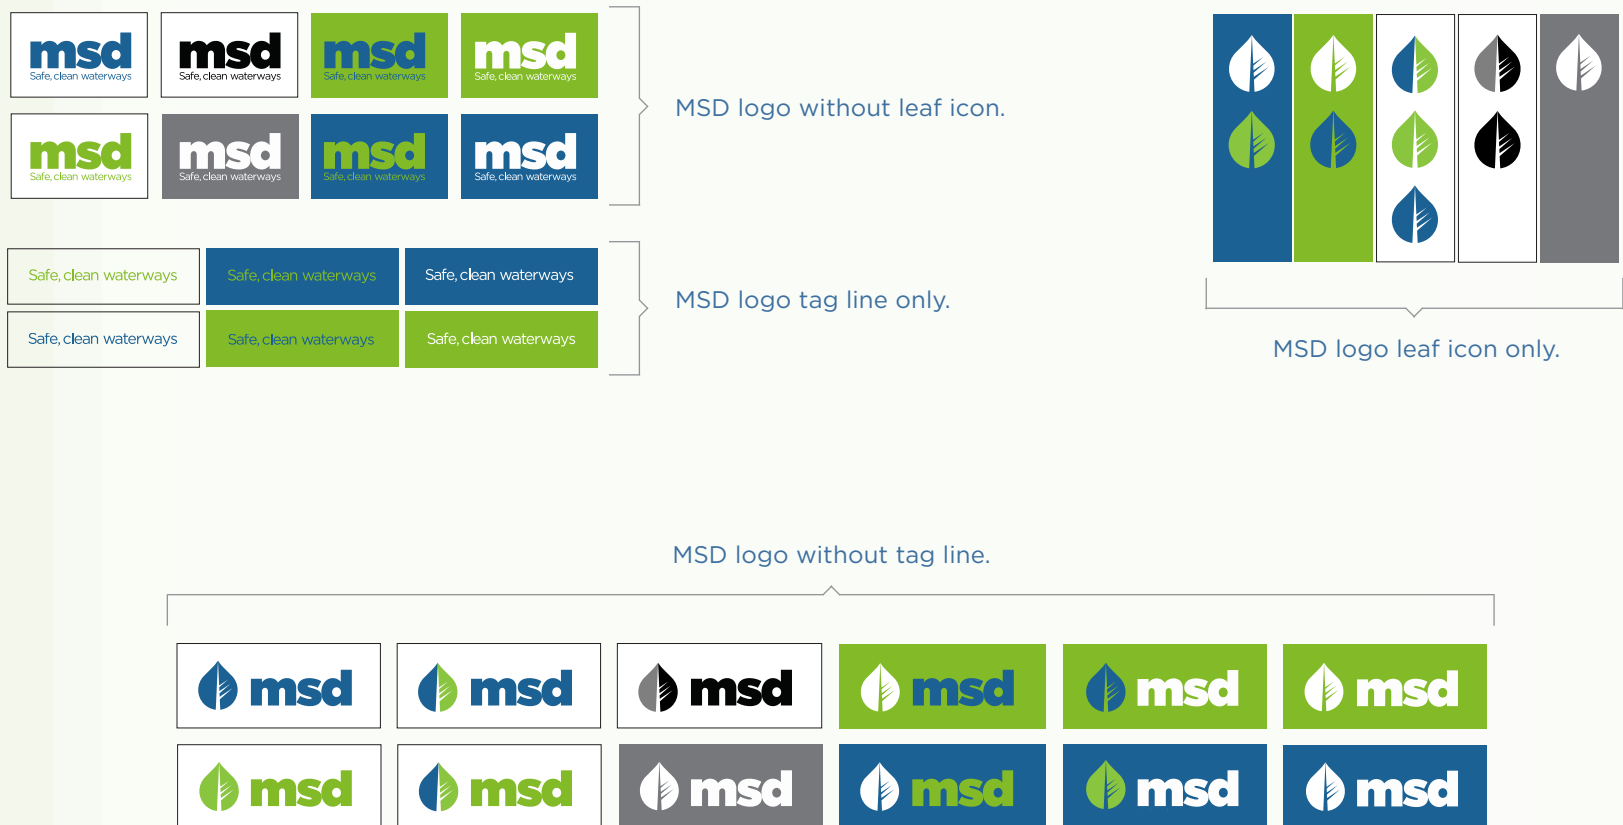 msd
Safe, clean waterways
msd
Safe, clean waterways
msd
Safe, clean waterways
msd
Safe, clean waterways
msd
Safe, clean waterways
msd
Safe, clean waterways
msd
Safe, clean waterways
msd
Safe, clean waterways
MSD logo without leaf icon.
Safe, clean waterways
Safe, clean waterways
Safe, clean waterways
Safe, clean waterways
Safe, clean waterways
Safe, clean waterways
MSD logo tag line only.
MSD logo leaf icon only.
MSD logo without tag line.
msd
msd
msd
msd
msd
msd
msd
msd
msd
msd
msd
msd